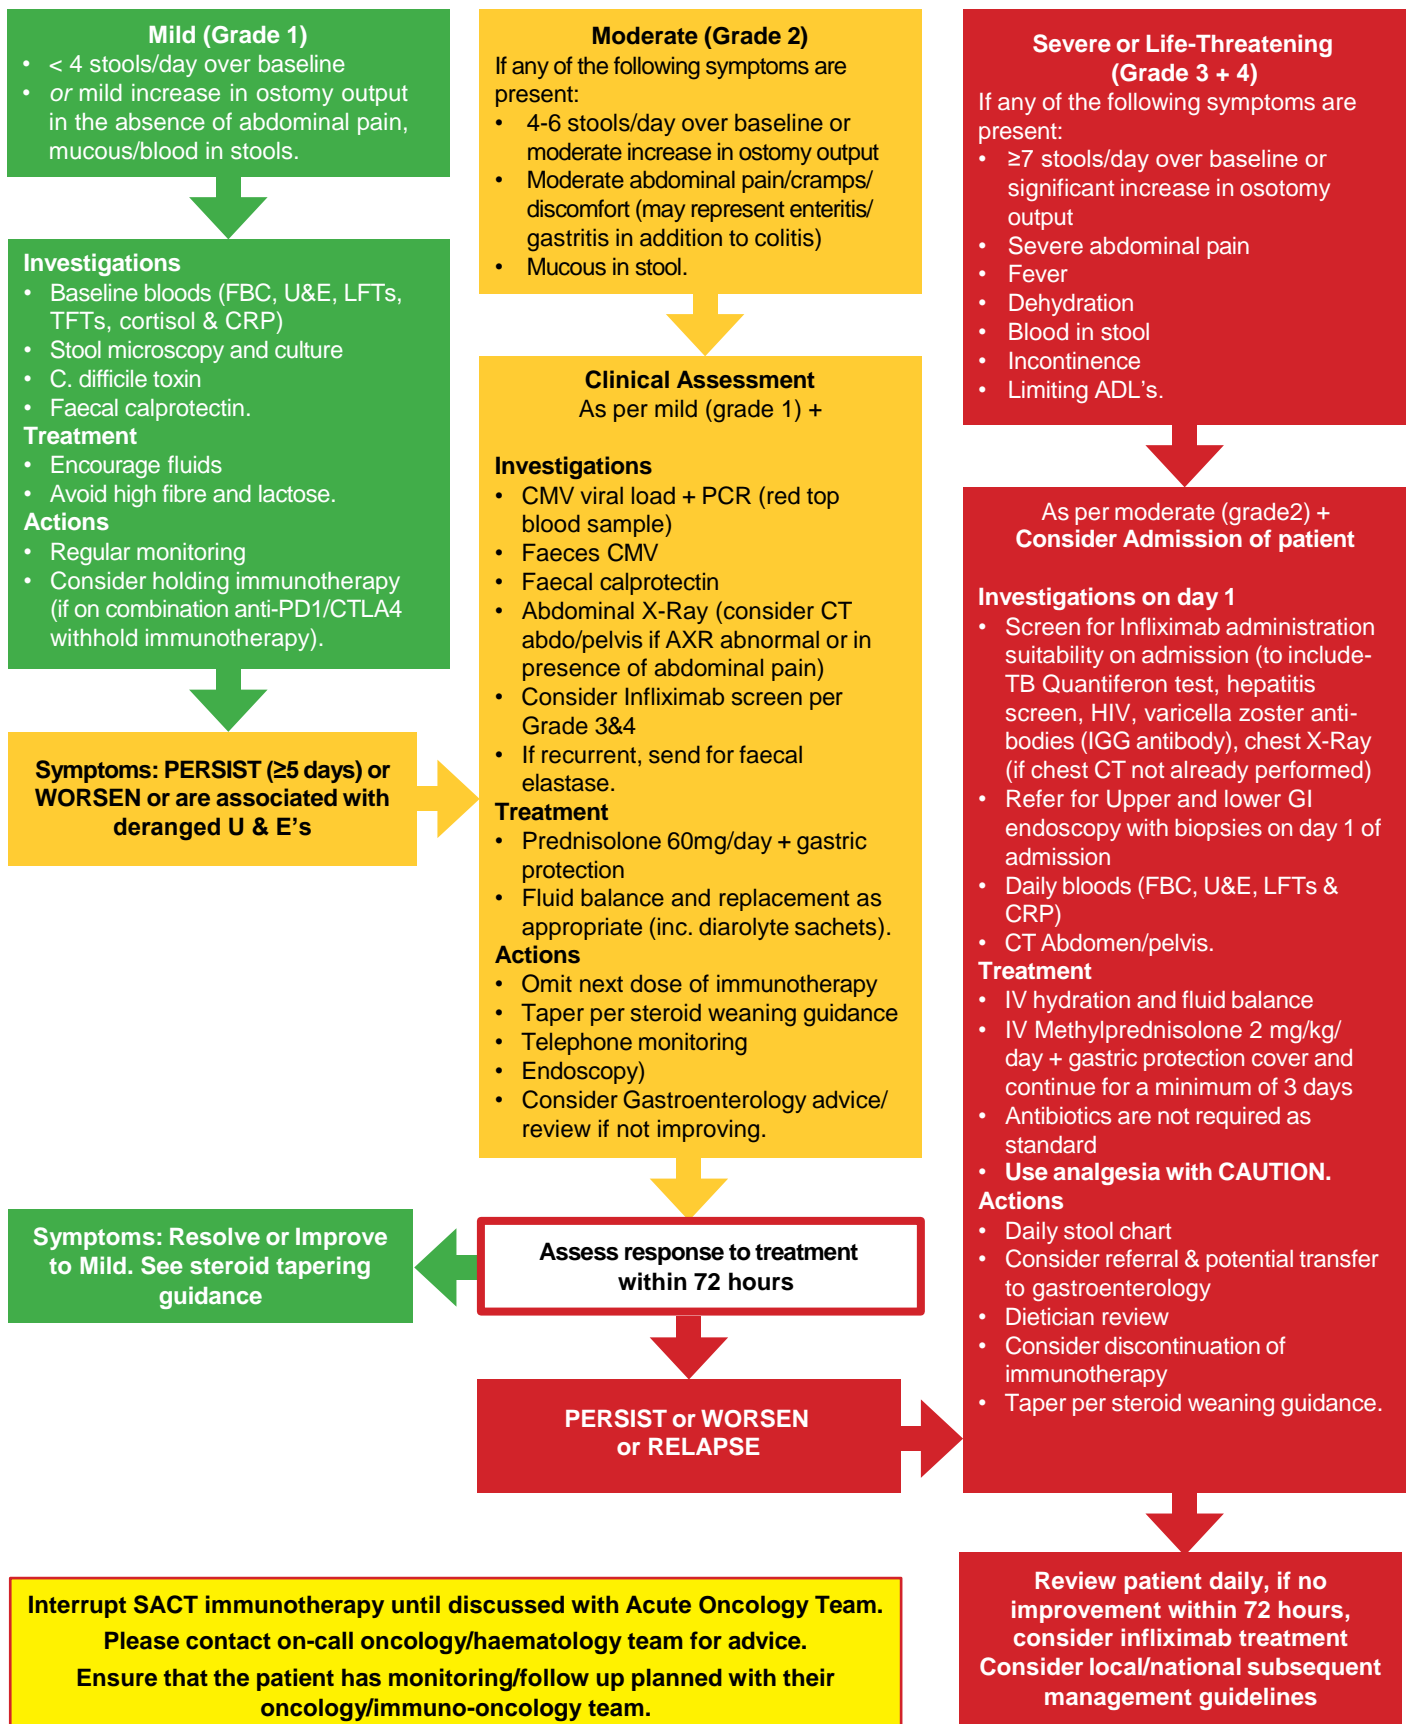 Mild (Grade 1)
• < 4 stools/day over baseline
• or mild increase in ostomy output
in the absence of abdominal pain,
mucous/blood in stools.
Investigations
• Baseline bloods (FBC, U&E, LFTs,
TFTs, cortisol & CRP)
• Stool microscopy and culture
• C. difficile toxin
• Faecal calprotectin.
Treatment
• Encourage fluids
• Avoid high fibre and lactose.
Actions
• Regular monitoring
• Consider holding immunotherapy
(if on combination anti-PD1/CTLA4
withhold immunotherapy).
Symptoms: PERSIST (≥5 days) or
WORSEN or are associated with
deranged U & E's
Moderate (Grade 2)
If any of the following symptoms are
present:
• 4-6 stools/day over baseline or
moderate increase in ostomy output
• Moderate abdominal pain/cramps/
discomfort (may represent enteritis/
gastritis in addition to colitis)
• Mucous in stool.
Clinical Assessment
As per mild (grade 1) +
Investigations
• CMV viral load + PCR (red top
blood sample)
• Faeces CMV
• Faecal calprotectin
• Abdominal X-Ray (consider CT
abdo/pelvis if AXR abnormal or in
presence of abdominal pain)
• Consider Infliximab screen per
Grade 3&4
• If recurrent, send for faecal
elastase.
Treatment
• Prednisolone 60mg/day + gastric
protection
• Fluid balance and replacement as
appropriate (inc. diarolyte sachets).
Actions
• Omit next dose of immunotherapy
• Taper per steroid weaning guidance
• Telephone monitoring
• Endoscopy)
• Consider Gastroenterology advice/
review if not improving.
Assess response to treatment
within 72 hours
Symptoms: Resolve or Improve
to Mild. See steroid tapering
guidance
PERSIST or WORSEN
or RELAPSE
Severe or Life-Threatening
(Grade 3 + 4)
If any of the following symptoms are
present:
• ≥7 stools/day over baseline or
significant increase in osotomy
output
• Severe abdominal pain
• Fever
• Dehydration
• Blood in stool
• Incontinence
• Limiting ADL's.
As per moderate (grade2) +
Consider Admission of patient
Investigations on day 1
• Screen for Infliximab administration
suitability on admission (to include-
TB Quantiferon test, hepatitis
screen, HIV, varicella zoster anti-
bodies (IGG antibody), chest X-Ray
(if chest CT not already performed)
• Refer for Upper and lower GI
endoscopy with biopsies on day 1 of
admission
• Daily bloods (FBC, U&E, LFTs &
CRP)
• CT Abdomen/pelvis.
Treatment
• IV hydration and fluid balance
• IV Methylprednisolone 2 mg/kg/
day + gastric protection cover and
continue for a minimum of 3 days
• Antibiotics are not required as
standard
• Use analgesia with CAUTION.
Actions
• Daily stool chart
• Consider referral & potential transfer
to gastroenterology
• Dietician review
• Consider discontinuation of
immunotherapy
• Taper per steroid weaning guidance.
Review patient daily, if no
improvement within 72 hours,
consider infliximab treatment
Consider local/national subsequent
management guidelines
Interrupt SACT immunotherapy until discussed with Acute Oncology Team.
Please contact on-call oncology/haematology team for advice.
Ensure that the patient has monitoring/follow up planned with their
oncology/immuno-oncology team.